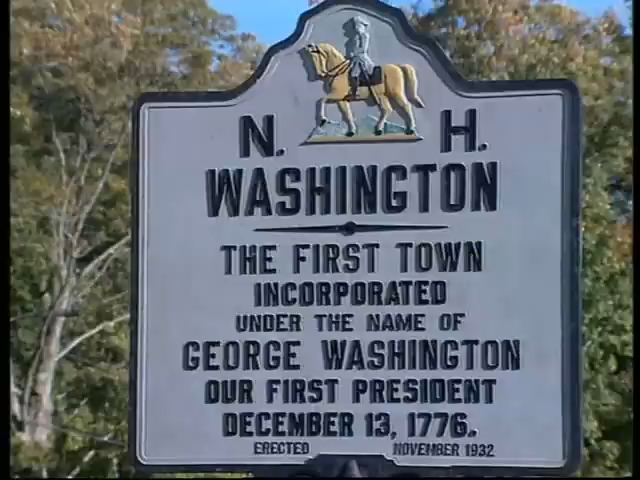 N. H.
WASHINGTON
THE FIRST TOWN
INCORPORATED
UNDER THE NAME OF
GEORGE WASHINGTON
OUR FIRST PRESIDENT
DECEMBER 13, 1776.
ERECTED NOVEMBER 1932